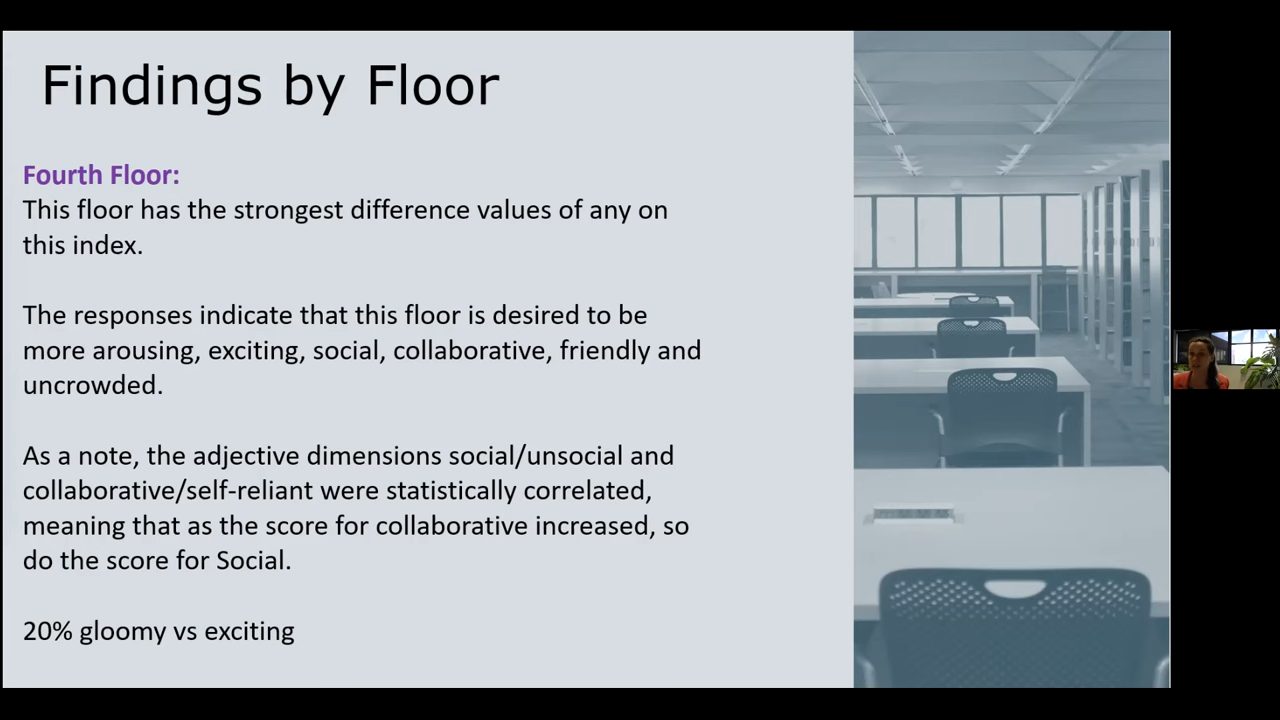 Findings by Floor
Fourth Floor:
This floor has the strongest difference values of any on
this index.
The responses indicate that this floor is desired to be
more arousing, exciting, social, collaborative, friendly and
uncrowded.
As a note, the adjective dimensions social/unsocial and
collaborative/self-reliant were statistically correlated,
meaning that as the score for collaborative increased, so
do the score for Social.
20% gloomy vs exciting